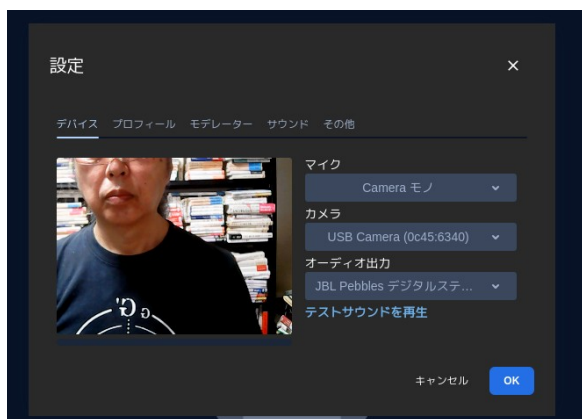 設定
×
デバイス プロフィール モデレーター サウンド その他
マイク
Camera モノ
カメラ
USB Camera (0c45:6340)
オーディオ出力
JBL Pebbles デジタルステ...
テストサウンドを再生
キャンセル OK